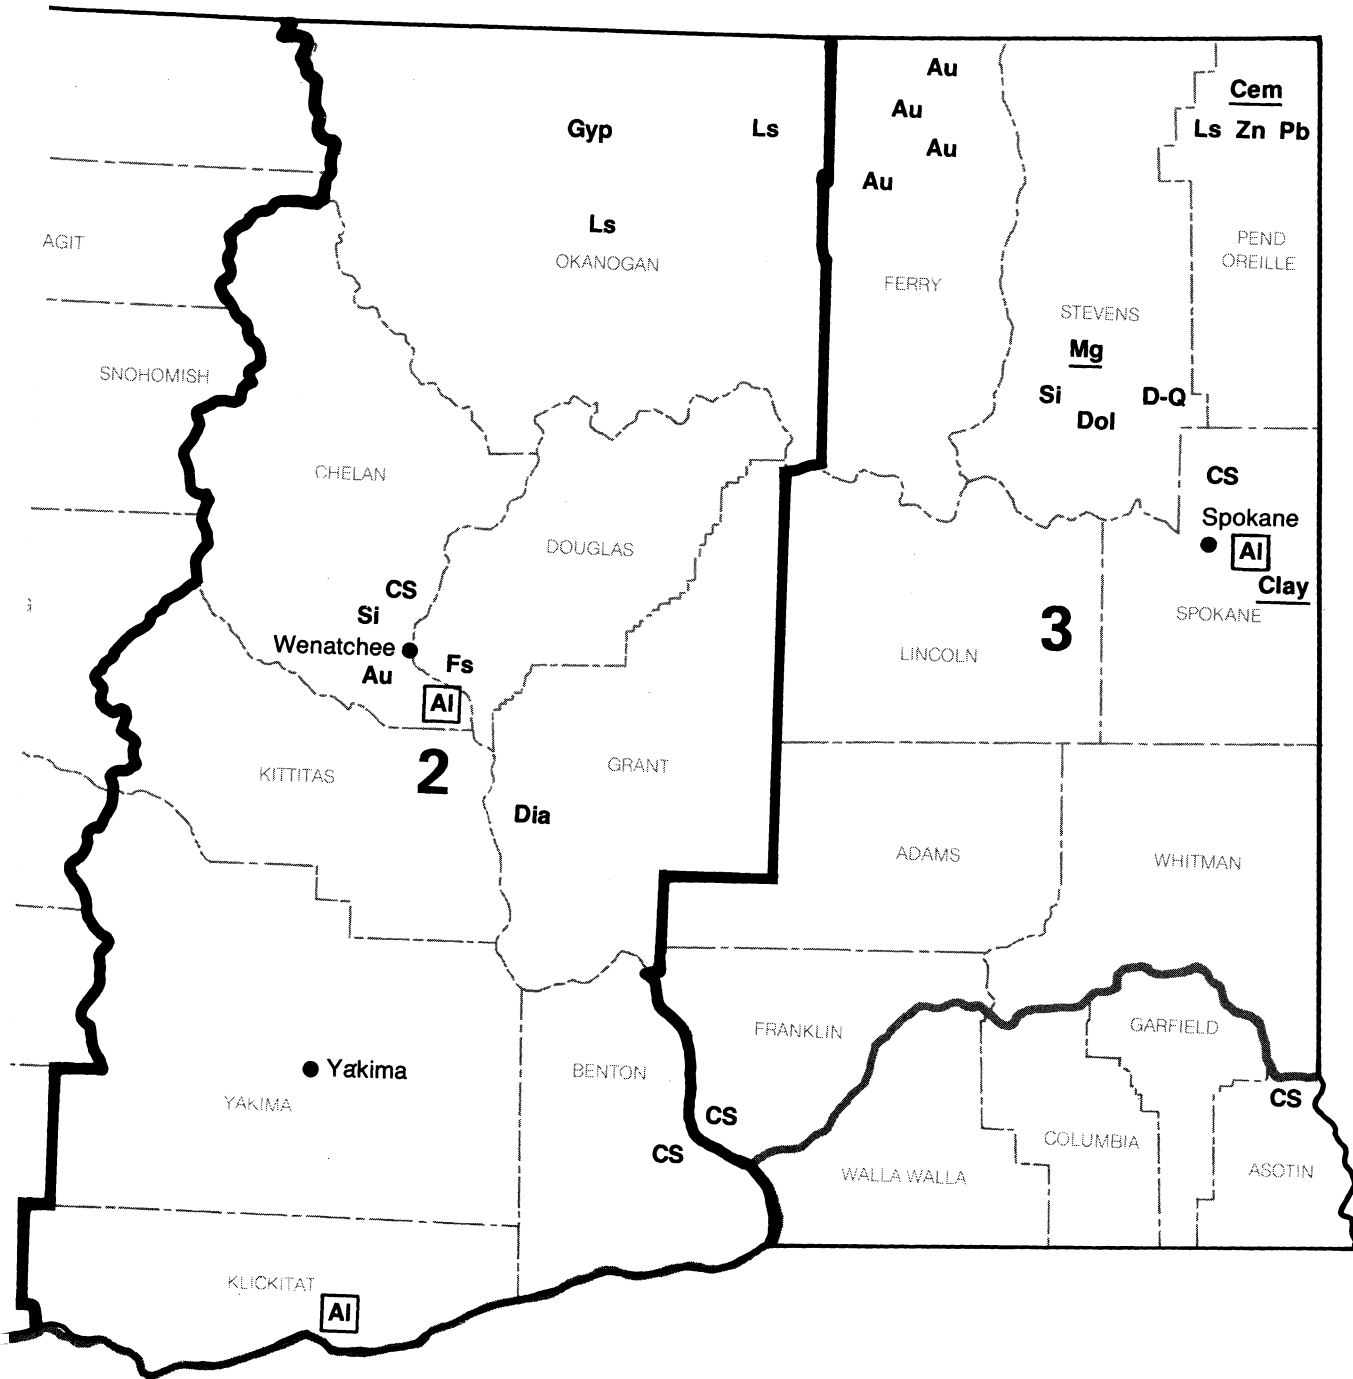 Au
Cem
Au
Gyp
Ls
Ls Zn Pb
Au
Au
Ls
AGIT
PEND
OREILLE
OKANOGAN
FERRY
STEVENS
Mg
SNOHOMISH
Si
D-Q
Dol
CHELAN
CS
Spokane
DOUGLAS
Al
CS
Clay
Si
SPOKANE
3
Wenatchee
LINCOLN
Fs
Au
Al
GRANT
2
KITTITAS
Dia
ADAMS
WHITMAN
FRANKLIN
GARFIELD
Yakima
BENTON
YAKIMA
CS
CS
COLUMBIA
CS
WALLA WALLA
ASOTIN
KLICKITAT
Al